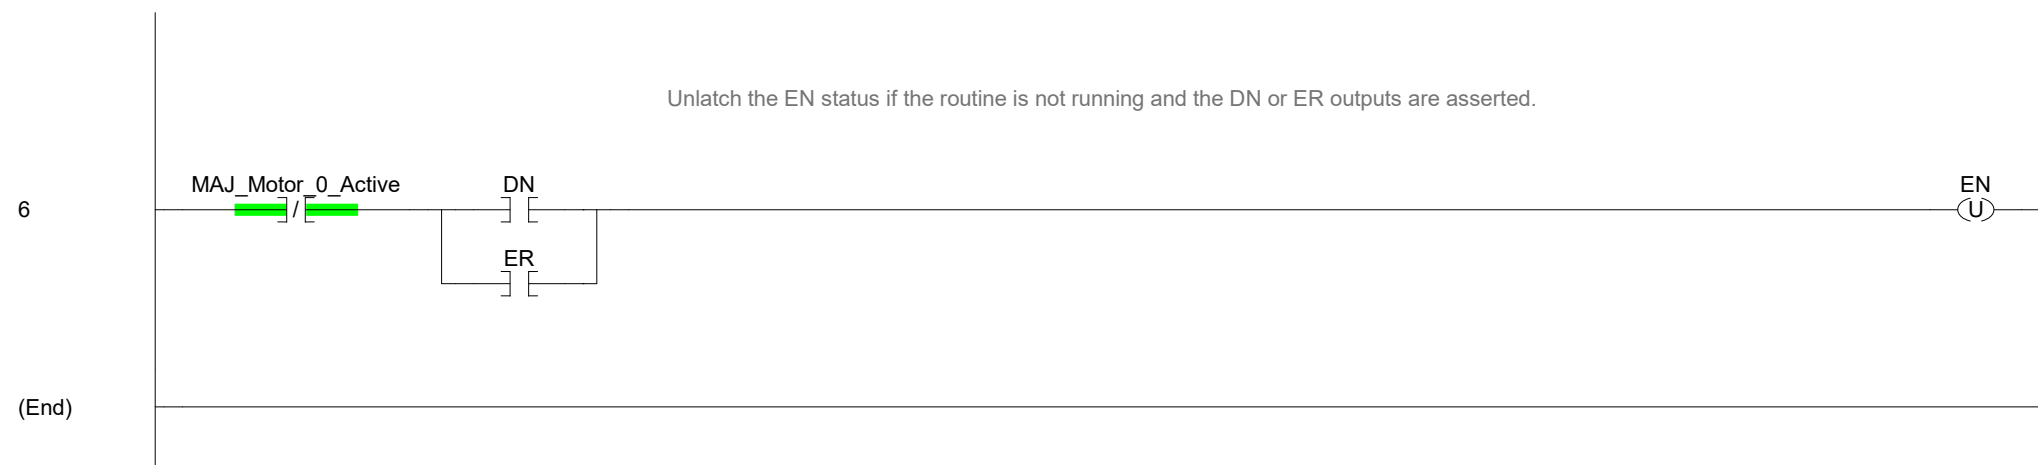 Unlatch the EN status if the routine is not running and the DN or ER outputs are asserted.
MAJ_Motor_0_Active
DN
EN
6
/
U
ER
(End)